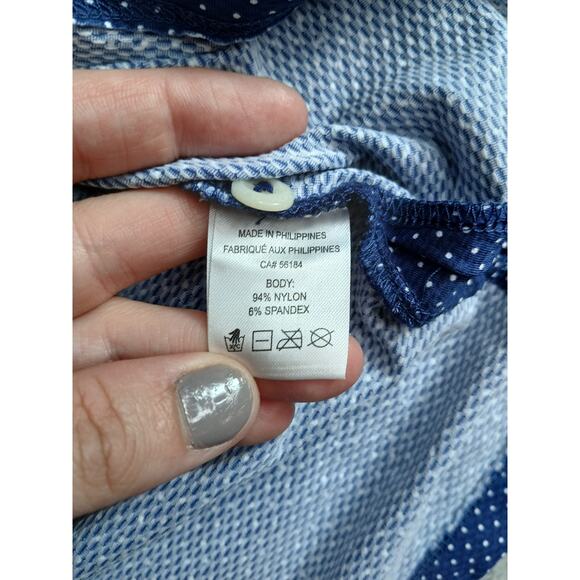 MADE IN PHILIPPINES
FABRIQUÉ AUX PHILIPPINES
CA# 56184
BODY:
94% NYLON
6% SPANDEX